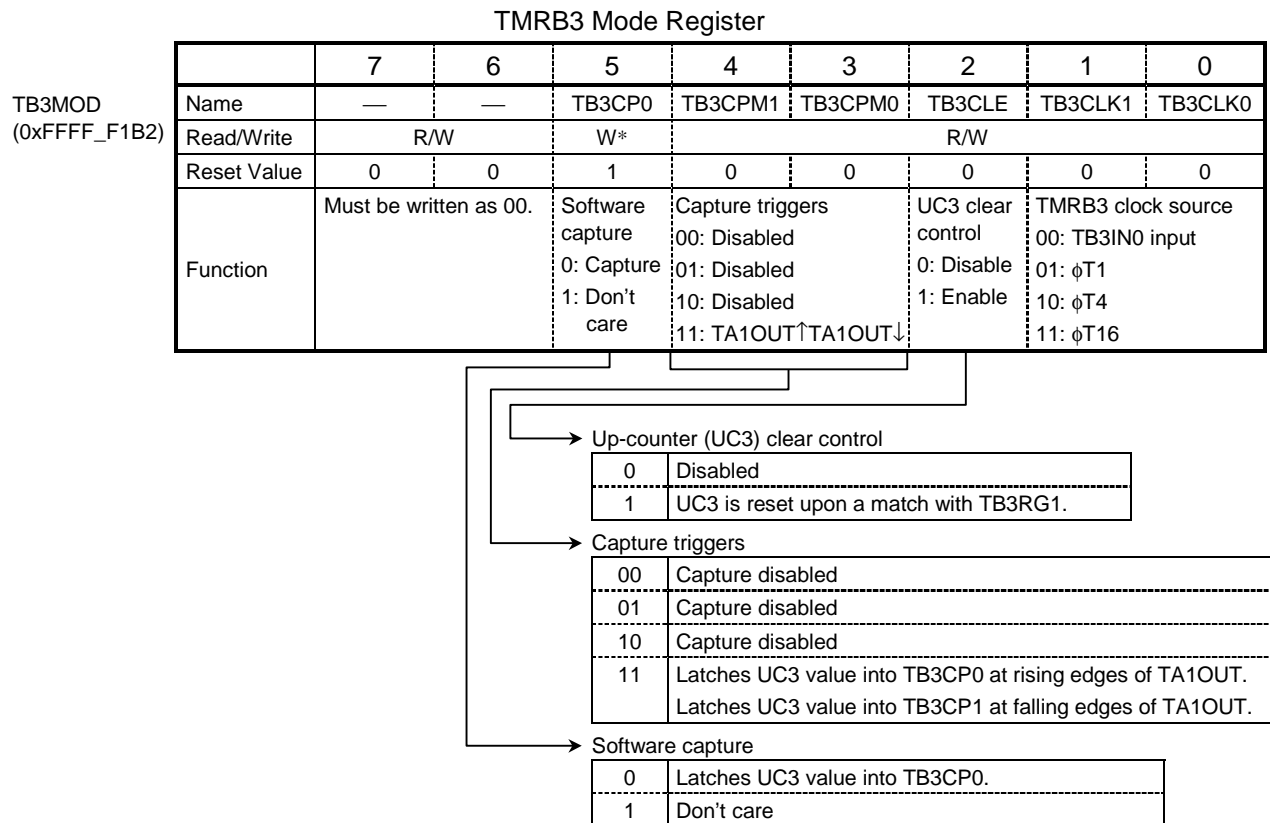 TMRB3 Mode Register
7 6 5 4 3 2 1 0
TB3MOD
(0xFFFF_F1B2)
Name — — TB3CP0 TB3CPM1 TB3CPM0 TB3CLE TB3CLK1 TB3CLK0
Read/Write R/W W* R/W
Reset Value 0 0 1 0 0 0 0 0
Function
Must be written as 00.
Software
capture
0: Capture
1: Don't
care
Capture triggers
00: Disabled
01: Disabled
10: Disabled
11: TA1OUT↑TA1OUT↓
UC3 clear
control
0: Disable
1: Enable
TMRB3 clock source
00: TB3IN0 input
01: ϕT1
10: ϕT4
11: ϕT16
Up-counter (UC3) clear control
0 Disabled
1 UC3 is reset upon a match with TB3RG1.
Capture triggers
00 Capture disabled
01 Capture disabled
10 Capture disabled
11 Latches UC3 value into TB3CP0 at rising edges of TA1OUT.
Latches UC3 value into TB3CP1 at falling edges of TA1OUT.
Software capture
0 Latches UC3 value into TB3CP0.
1 Don't care